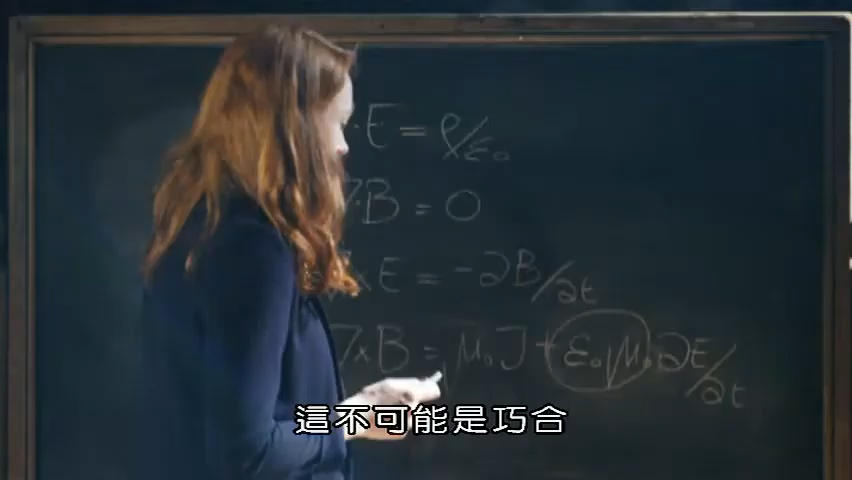 ·E = ρ/ε₀
∇·B = 0
∇×E = -∂B/∂t
∇×B = μ₀J + ε₀μ₀∂E/∂t
這不可能是巧合